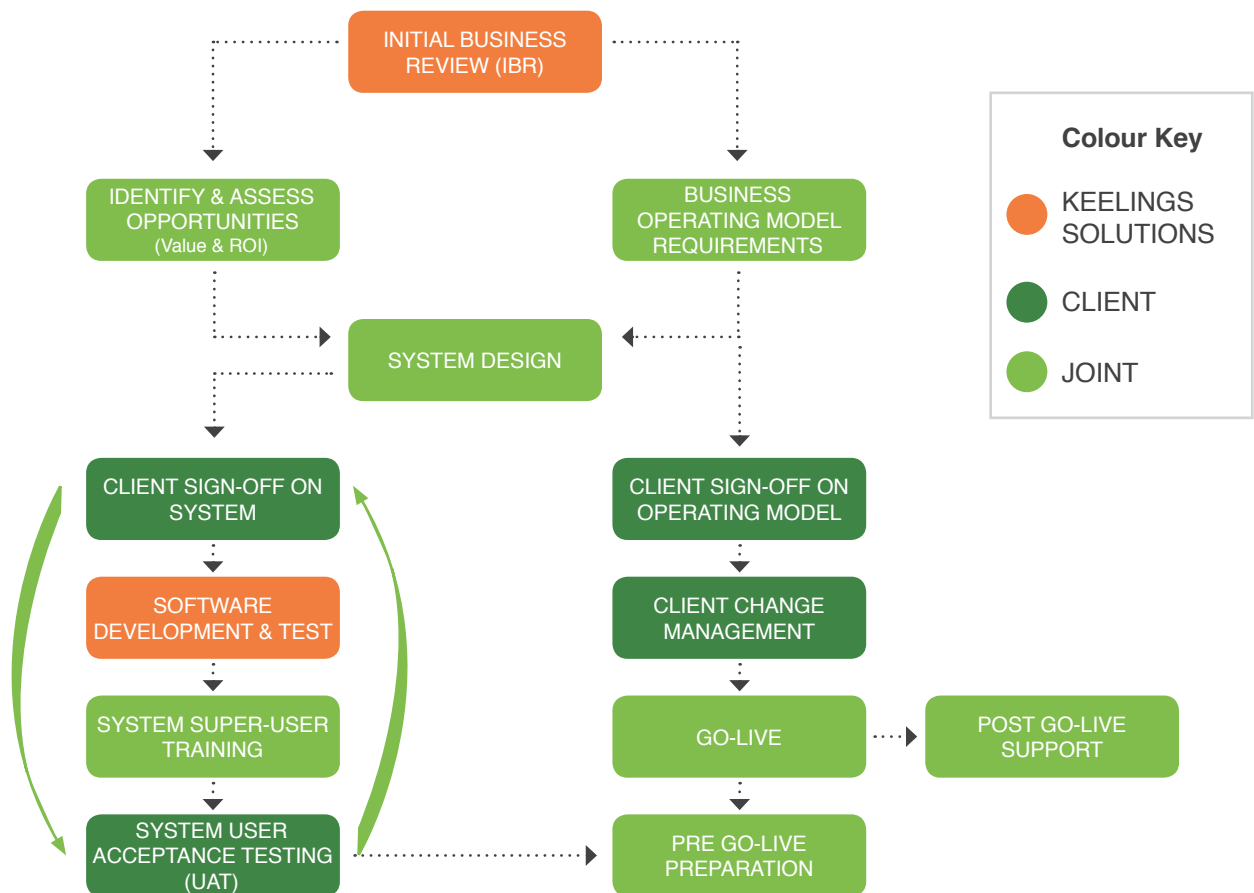 INITIAL BUSINESS
REVIEW (IBR)
Colour Key
KEELINGS
SOLUTIONS
CLIENT
JOINT
IDENTIFY & ASSESS
OPPORTUNITIES
(Value & ROI)
BUSINESS
OPERATING MODEL
REQUIREMENTS
SYSTEM DESIGN
CLIENT SIGN-OFF ON
SYSTEM
CLIENT SIGN-OFF ON
OPERATING MODEL
SOFTWARE
DEVELOPMENT & TEST
CLIENT CHANGE
MANAGEMENT
SYSTEM SUPER-USER
TRAINING
GO-LIVE
POST GO-LIVE
SUPPORT
SYSTEM USER
ACCEPTANCE TESTING
(UAT)
PRE GO-LIVE
PREPARATION